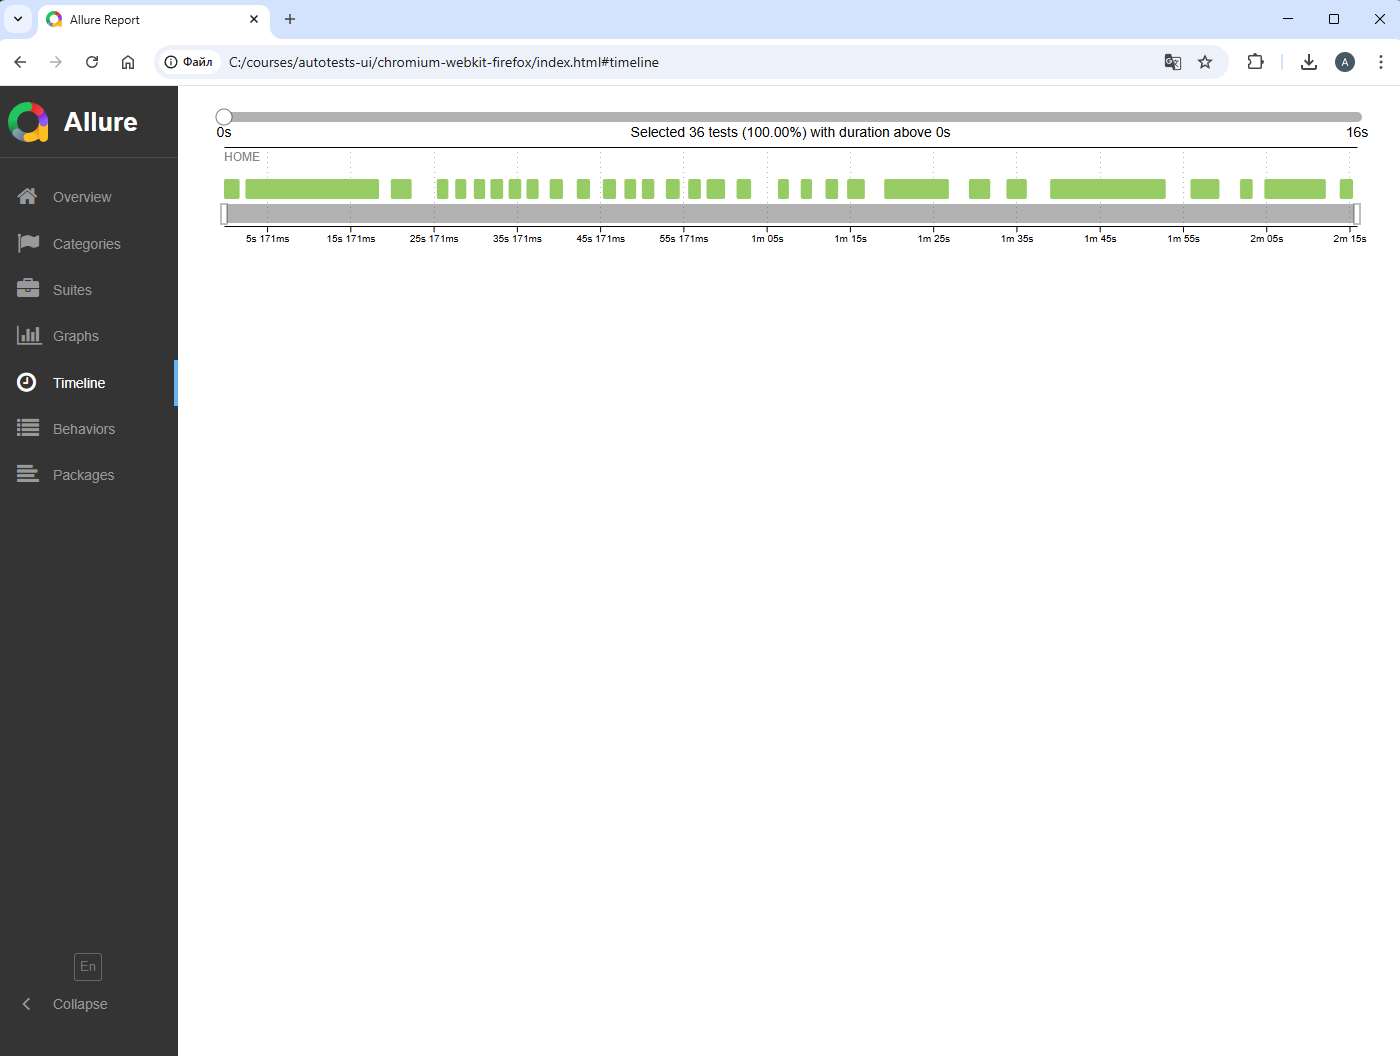 Allure Report
Файл
C:/courses/autotests-ui/chromium-webkit-firefox/index.html#timeline
A
Allure
Overview
Categories
Suites
Graphs
Timeline
Behaviors
Packages
En
Collapse
0s
Selected 36 tests (100.00%) with duration above 0s
16s
HOME
5s 171ms
15s 171ms
25s 171ms
35s 171ms
45s 171ms
55s 171ms
1m 05s
1m 15s
1m 25s
1m 35s
1m 45s
1m 55s
2m 05s
2m 15s